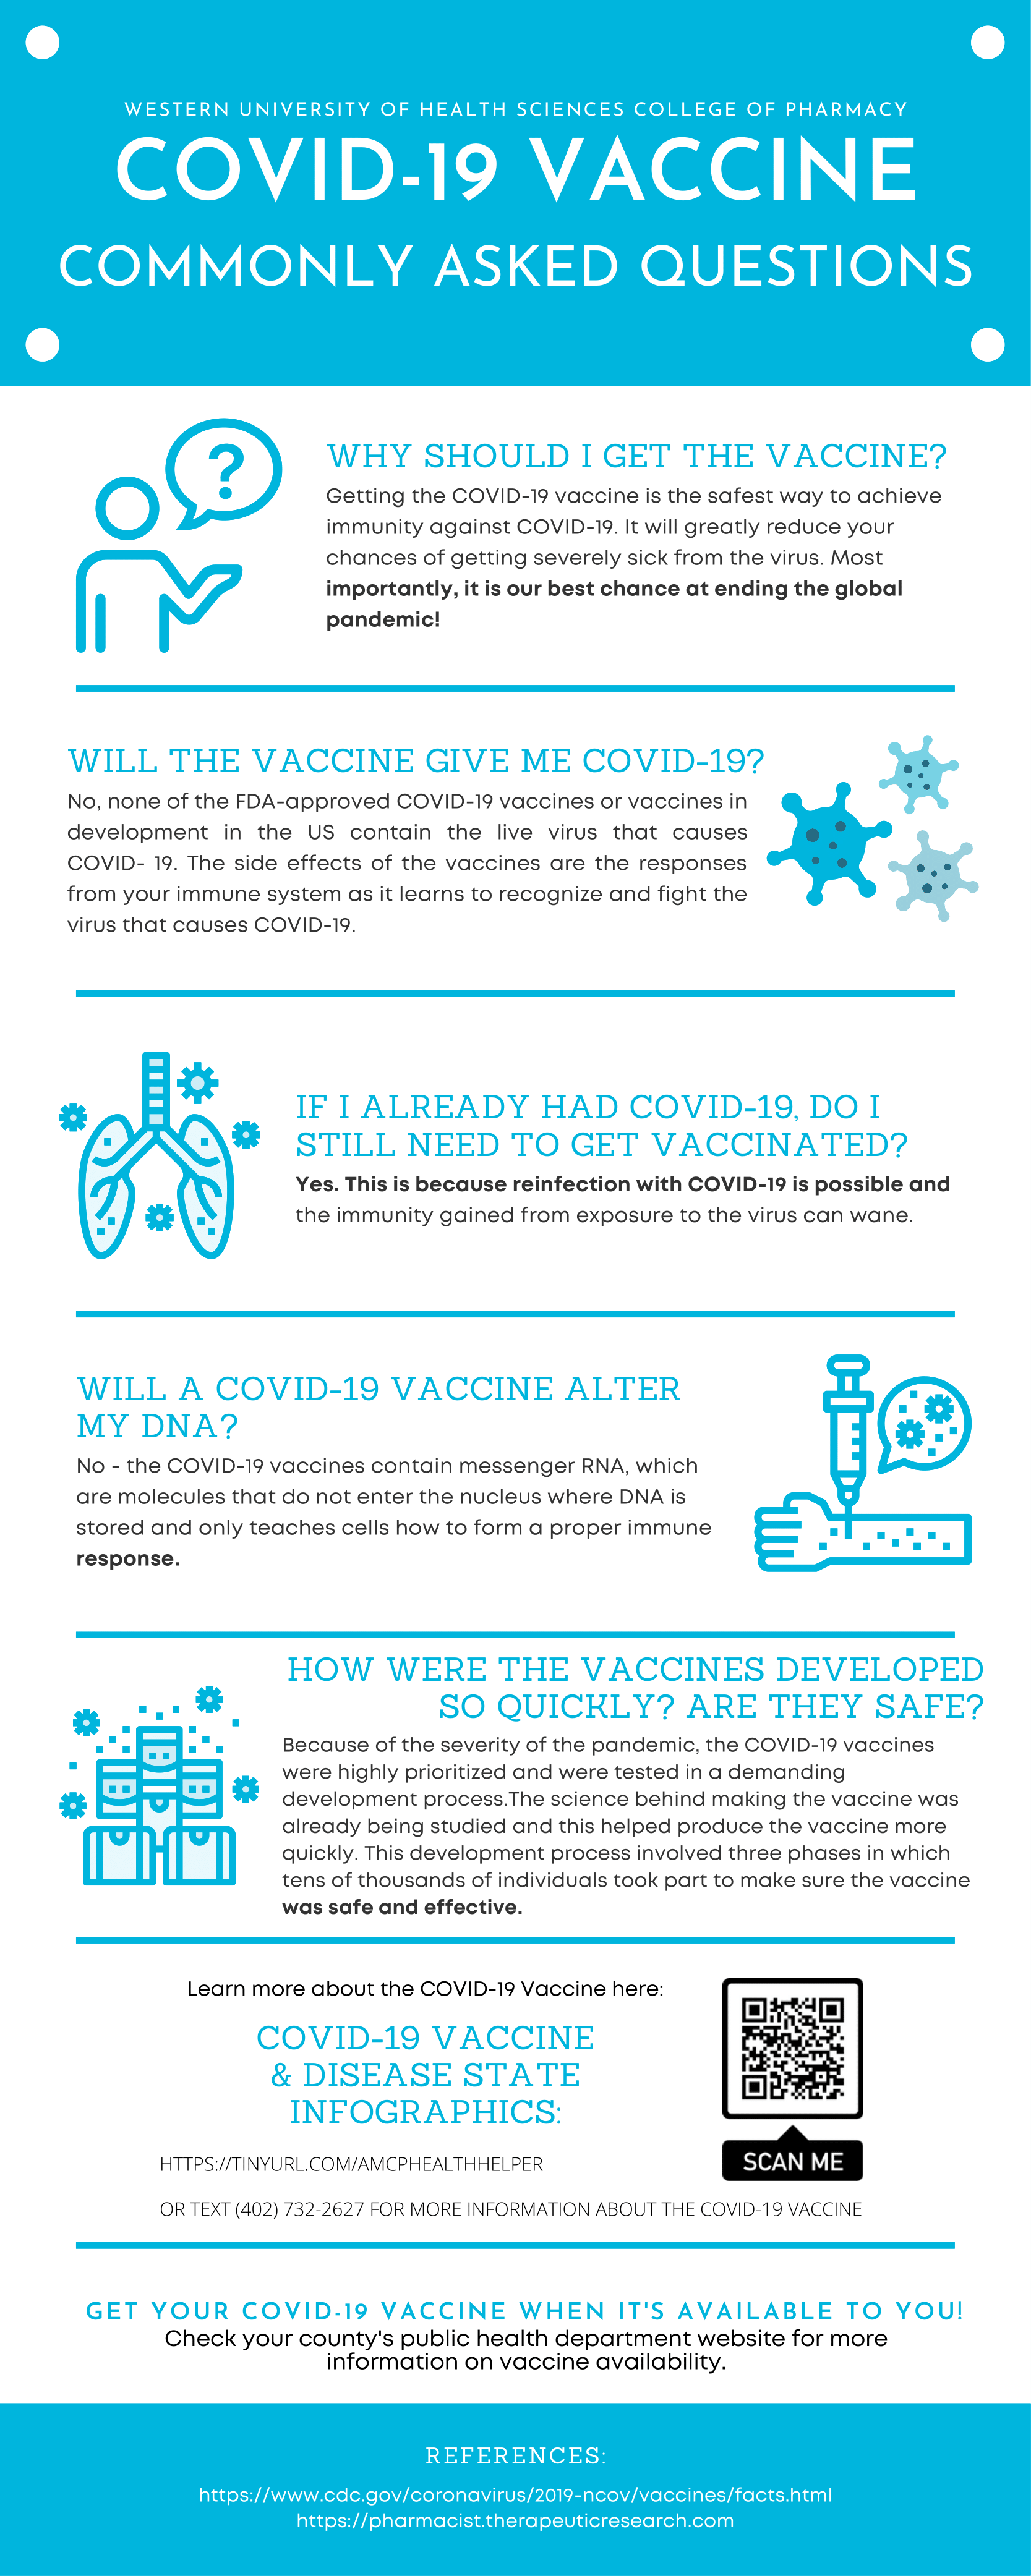 WESTERN UNIVERSITY OF HEALTH SCIENCES COLLEGE OF PHARMACY
COVID-19 VACCINE
COMMONLY ASKED QUESTIONS
?
WHY SHOULD I GET THE VACCINE?
Getting the COVID-19 vaccine is the safest way to achieve
immunity against COVID-19. It will greatly reduce your
chances of getting severely sick from the virus. Most
importantly, it is our best chance at ending the global
pandemic!
WILL THE VACCINE GIVE ME COVID-19?
No, none of the FDA-approved COVID-19 vaccines or vaccines in
development in the US contain the live virus that causes
COVID- 19. The side effects of the vaccines are the responses
from your immune system as it learns to recognize and fight the
virus that causes COVID-19.
IF I ALREADY HAD COVID-19, DO I
STILL NEED TO GET VACCINATED?
Yes. This is because reinfection with COVID-19 is possible and
the immunity gained from exposure to the virus can wane.
WILL A COVID-19 VACCINE ALTER
MY DNA?
No - the COVID-19 vaccines contain messenger RNA, which
are molecules that do not enter the nucleus where DNA is
stored and only teaches cells how to form a proper immune
response.
HOW WERE THE VACCINES DEVELOPED
SO QUICKLY? ARE THEY SAFE?
Because of the severity of the pandemic, the COVID-19 vaccines
were highly prioritized and were tested in a demanding
development process.The science behind making the vaccine was
already being studied and this helped produce the vaccine more
quickly. This development process involved three phases in which
tens of thousands of individuals took part to make sure the vaccine
was safe and effective.
Learn more about the COVID-19 Vaccine here:
COVID-19 VACCINE
& DISEASE STATE
INFOGRAPHICS:
HTTPS://TINYURL.COM/AMCPHEALTHHELPER
SCAN ME
OR TEXT (402) 732-2627 FOR MORE INFORMATION ABOUT THE COVID-19 VACCINE
GET YOUR COVID-19 VACCINE WHEN IT'S AVAILABLE TO YOU!
Check your county's public health department website for more
information on vaccine availability.
REFERENCES:
https://www.cdc.gov/coronavirus/2019-ncov/vaccines/facts.html
https://pharmacist.therapeuticresearch.com